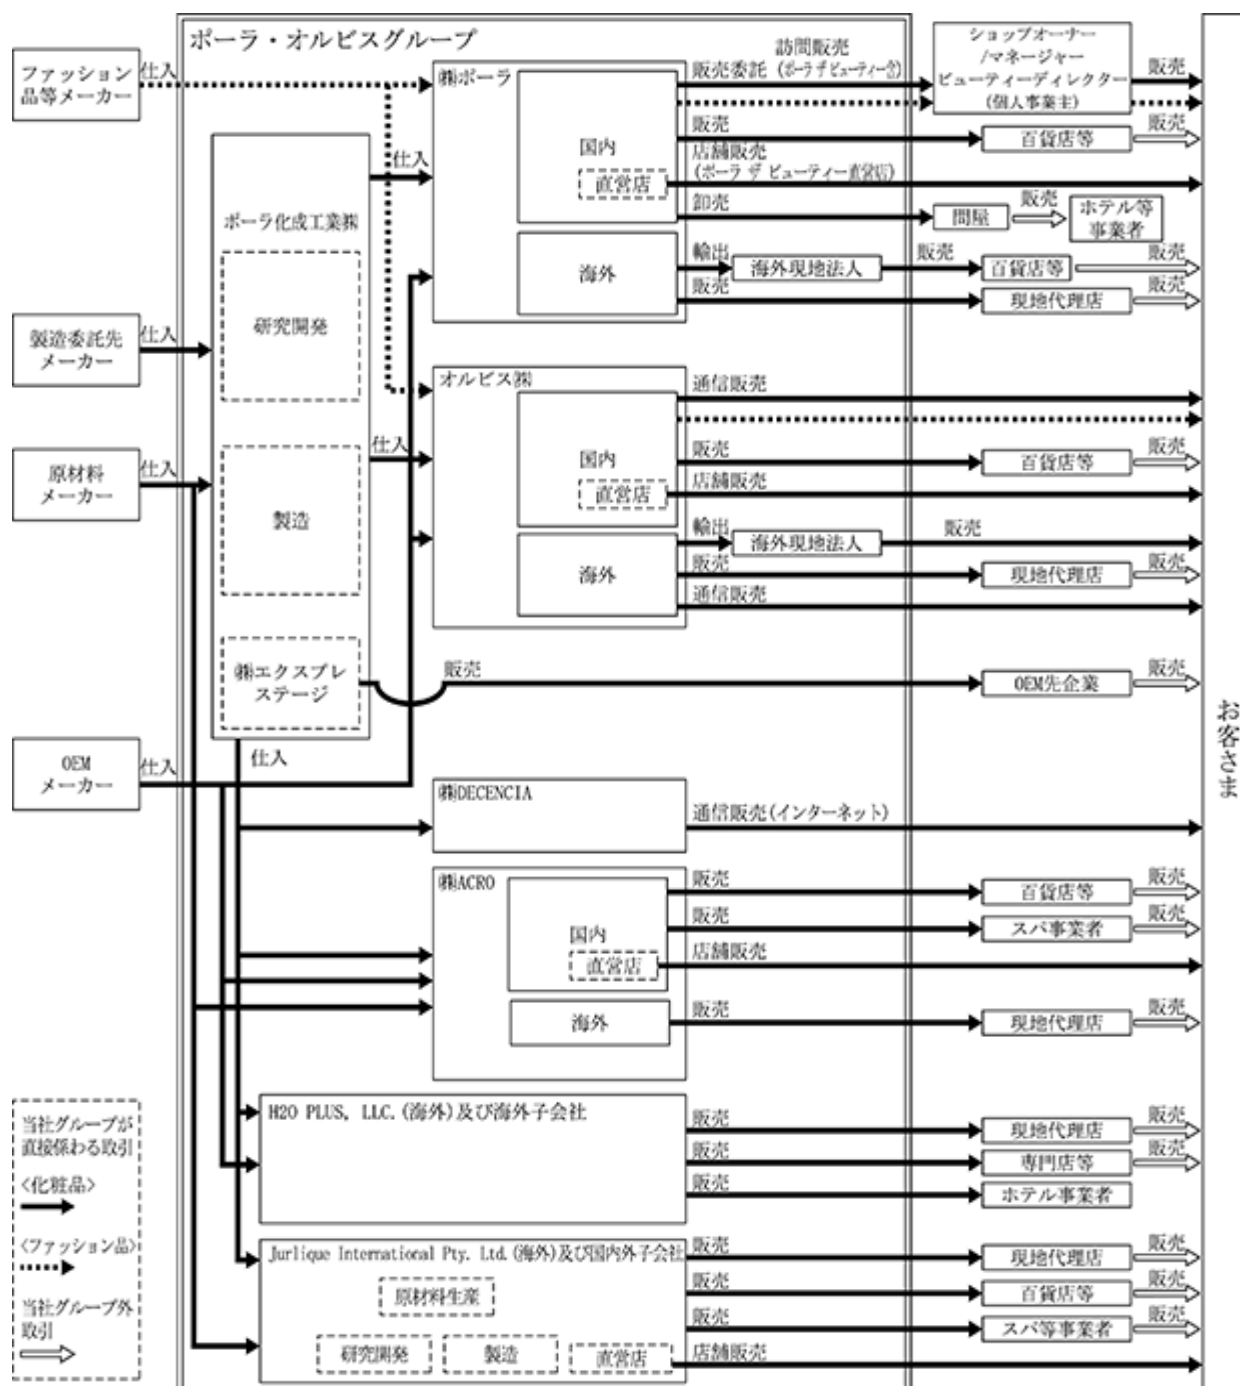 ポーラ・オルビスグループ
ファッション
品等メーカー
仕入
㈱ポーラ
訪問販売
販売委託 (ポーラ ザ ビューティー含)
ショップオーナー
/マネージャー
ビューティーディレクター
(個人事業主)
販売
国内
直営店
販売
百貨店等
販売
店舗販売
(ポーラ ザ ビューティー直営店)
卸売
問屋
販売
ホテル等
事業者
仕入
海外
輸出
海外現地法人
販売
百貨店等
販売
販売
現地代理店
販売
ポーラ化成工業㈱
研究開発
製造
㈱エクスプレ
ステージ
製造委託先
メーカー
仕入
原材料
メーカー
仕入
OEM
メーカー
仕入
仕入
オルビス㈱
国内
直営店
通信販売
販売
百貨店等
販売
店舗販売
海外
輸出
海外現地法人
販売
販売
現地代理店
販売
通信販売
販売
OEM先企業
販売
お客さま
仕入
㈱DECENCIA
通信販売(インターネット)
㈱ACRO
国内
直営店
販売
百貨店等
販売
販売
スパ事業者
販売
店舗販売
海外
販売
現地代理店
販売
H2O PLUS, LLC.(海外)及び海外子会社
販売
現地代理店
販売
販売
専門店等
販売
販売
ホテル事業者
Jurlique International Pty. Ltd.(海外)及び国内外子会社
原材料生産
研究開発
製造
直営店
販売
現地代理店
販売
販売
百貨店等
販売
販売
スパ等事業者
販売
店舗販売
当社グループが
直接係わる取引
<化粧品>
<ファッション品>
当社グループ外
取引